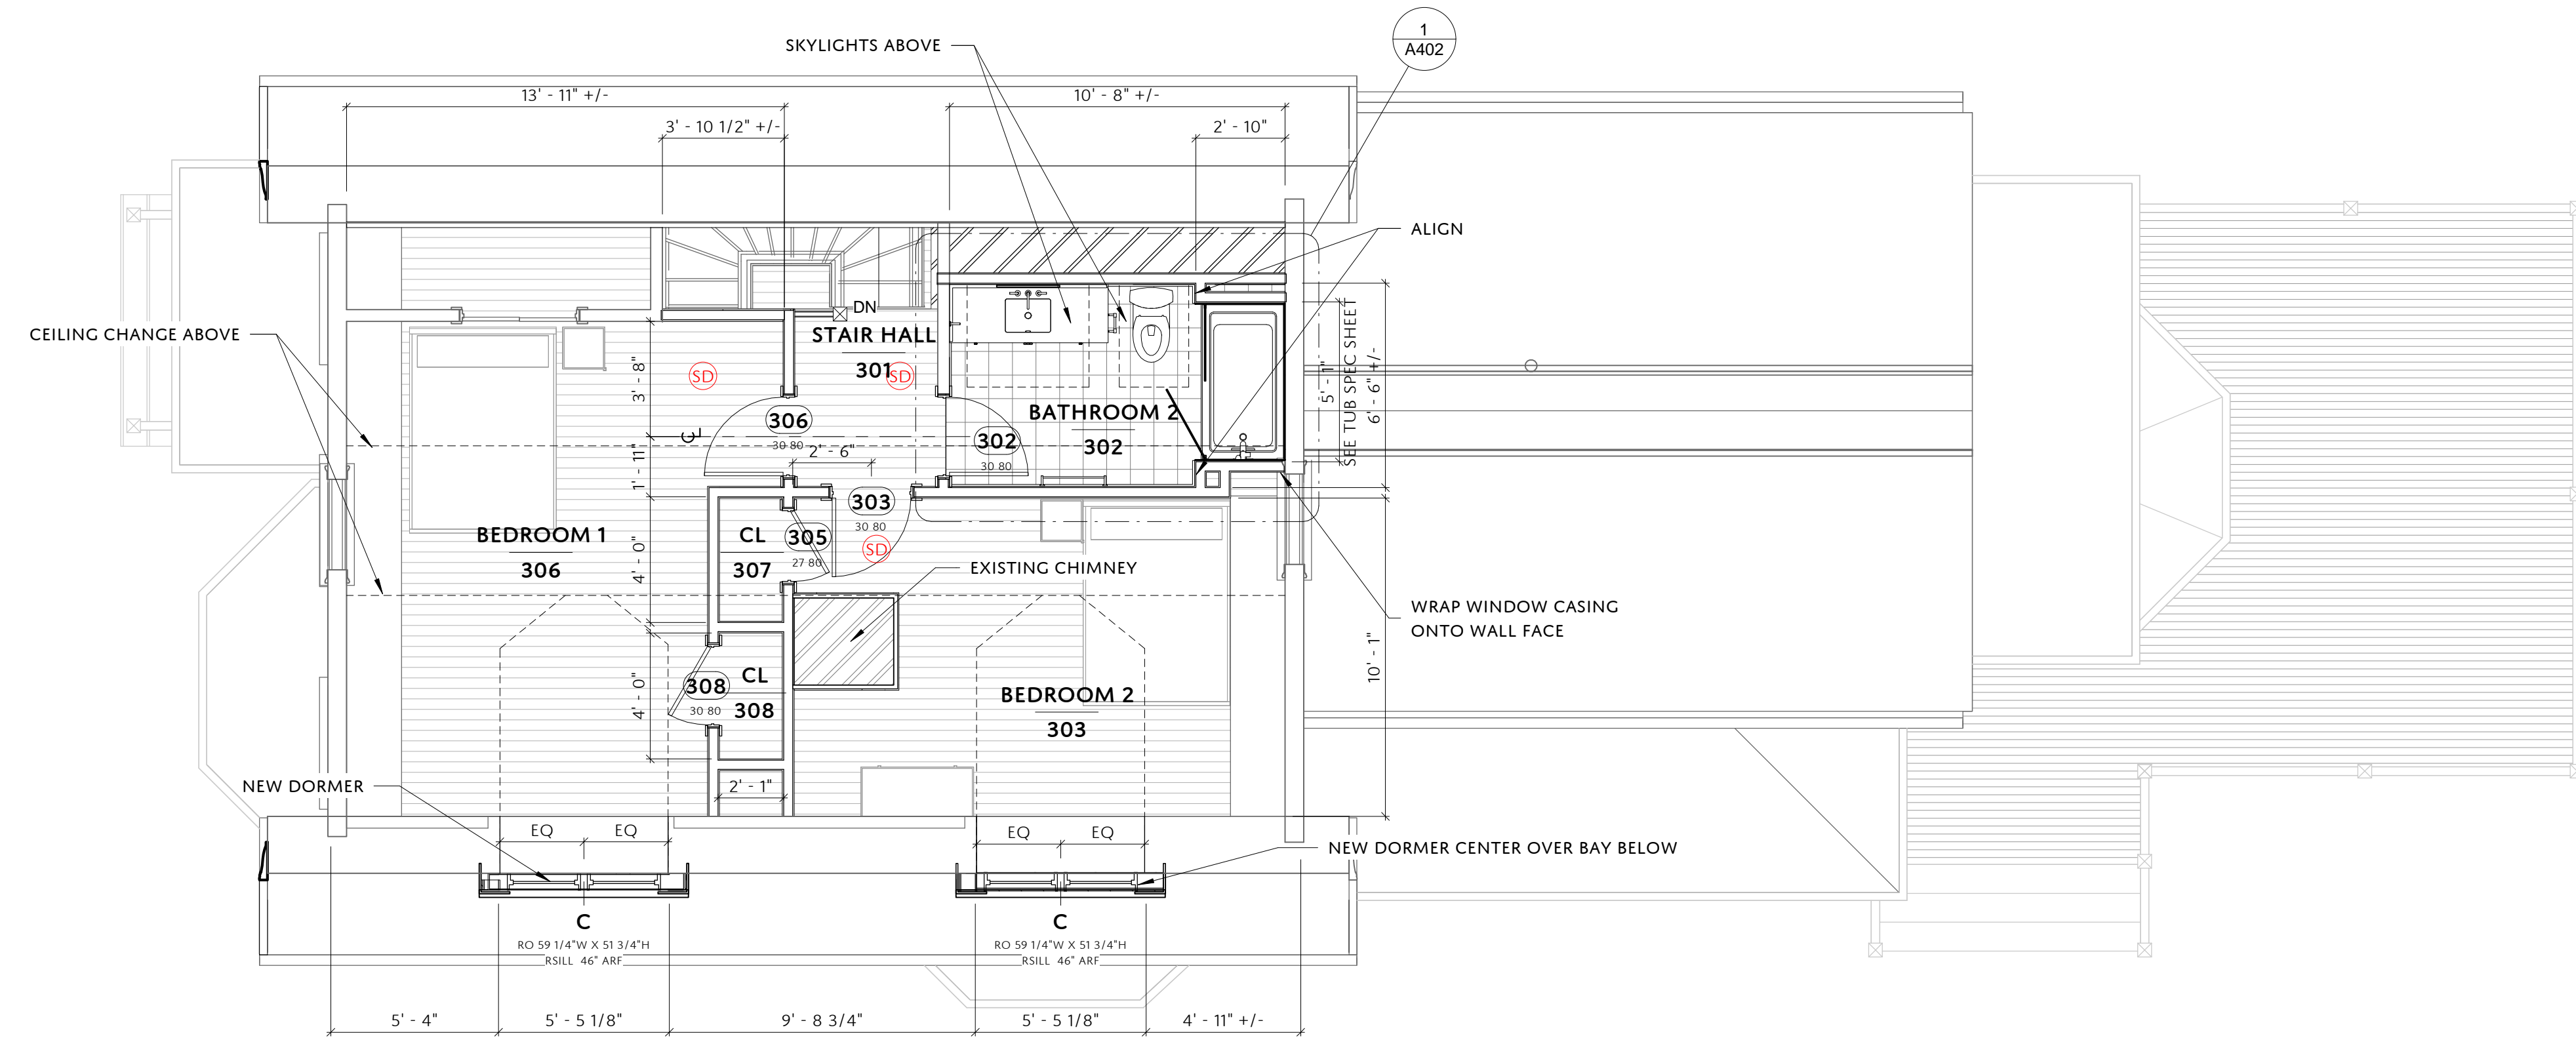 1
A402
SKYLIGHTS ABOVE
13' - 11" +/-
10' - 8" +/-
3' - 10 1/2" +/-
2' - 10"
ALIGN
DN
STAIR HALL
301
SD
SD
CEILING CHANGE ABOVE
3' - 8"
5' - 1"
SEE TUB SPEC SHEET
6' - 6" +/-
BATHROOM 2
302
306
30 80
302
30 80
CL
2' - 6"
1' - 11"
303
30 80
SD
BEDROOM 1
306
CL
307
305
27 80
4' - 0"
EXISTING CHIMNEY
WRAP WINDOW CASING
ONTO WALL FACE
10' - 1"
CL
308
308
30 80
4' - 0"
BEDROOM 2
303
NEW DORMER
2' - 1"
EQ
EQ
EQ
EQ
NEW DORMER CENTER OVER BAY BELOW
C
RO 59 1/4"W X 51 3/4"H
RSILL 46" ARF
C
RO 59 1/4"W X 51 3/4"H
RSILL 46" ARF
5' - 4"
5' - 5 1/8"
9' - 8 3/4"
5' - 5 1/8"
4' - 11" +/-